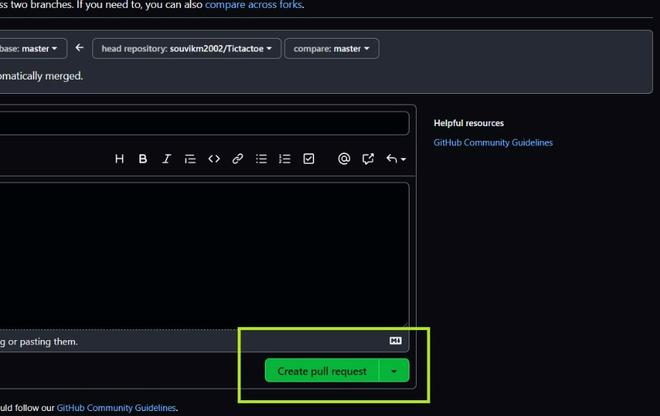 ss two branches. If you need to, you can also compare across forks.
base: master
head repository: souvikm2002/Tictactoe
compare: master
omatically merged.
Helpful resources
GitHub Community Guidelines
H B I
g or pasting them.
Create pull request
uld follow our GitHub Community Guidelines.